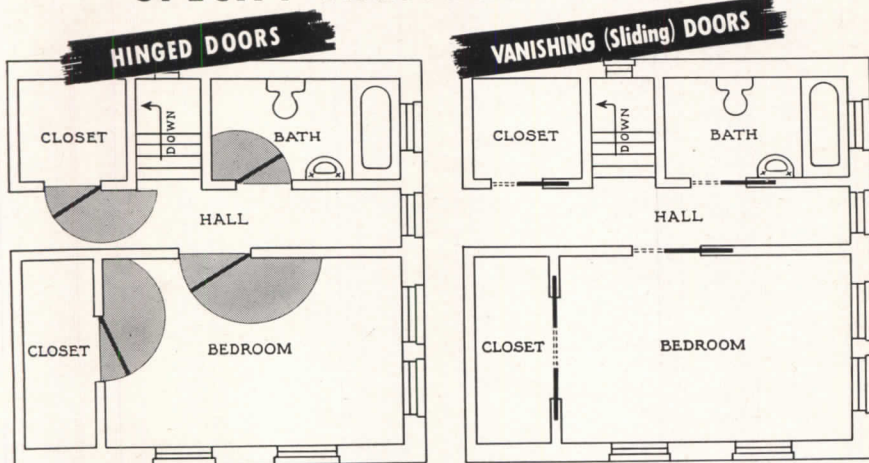 HINGED DOORS
CLOSET
DOWN
BATH
HALL
CLOSET
BEDROOM
VANISHING (Sliding) DOORS
CLOSET
DOWN
BATH
HALL
CLOSET
BEDROOM